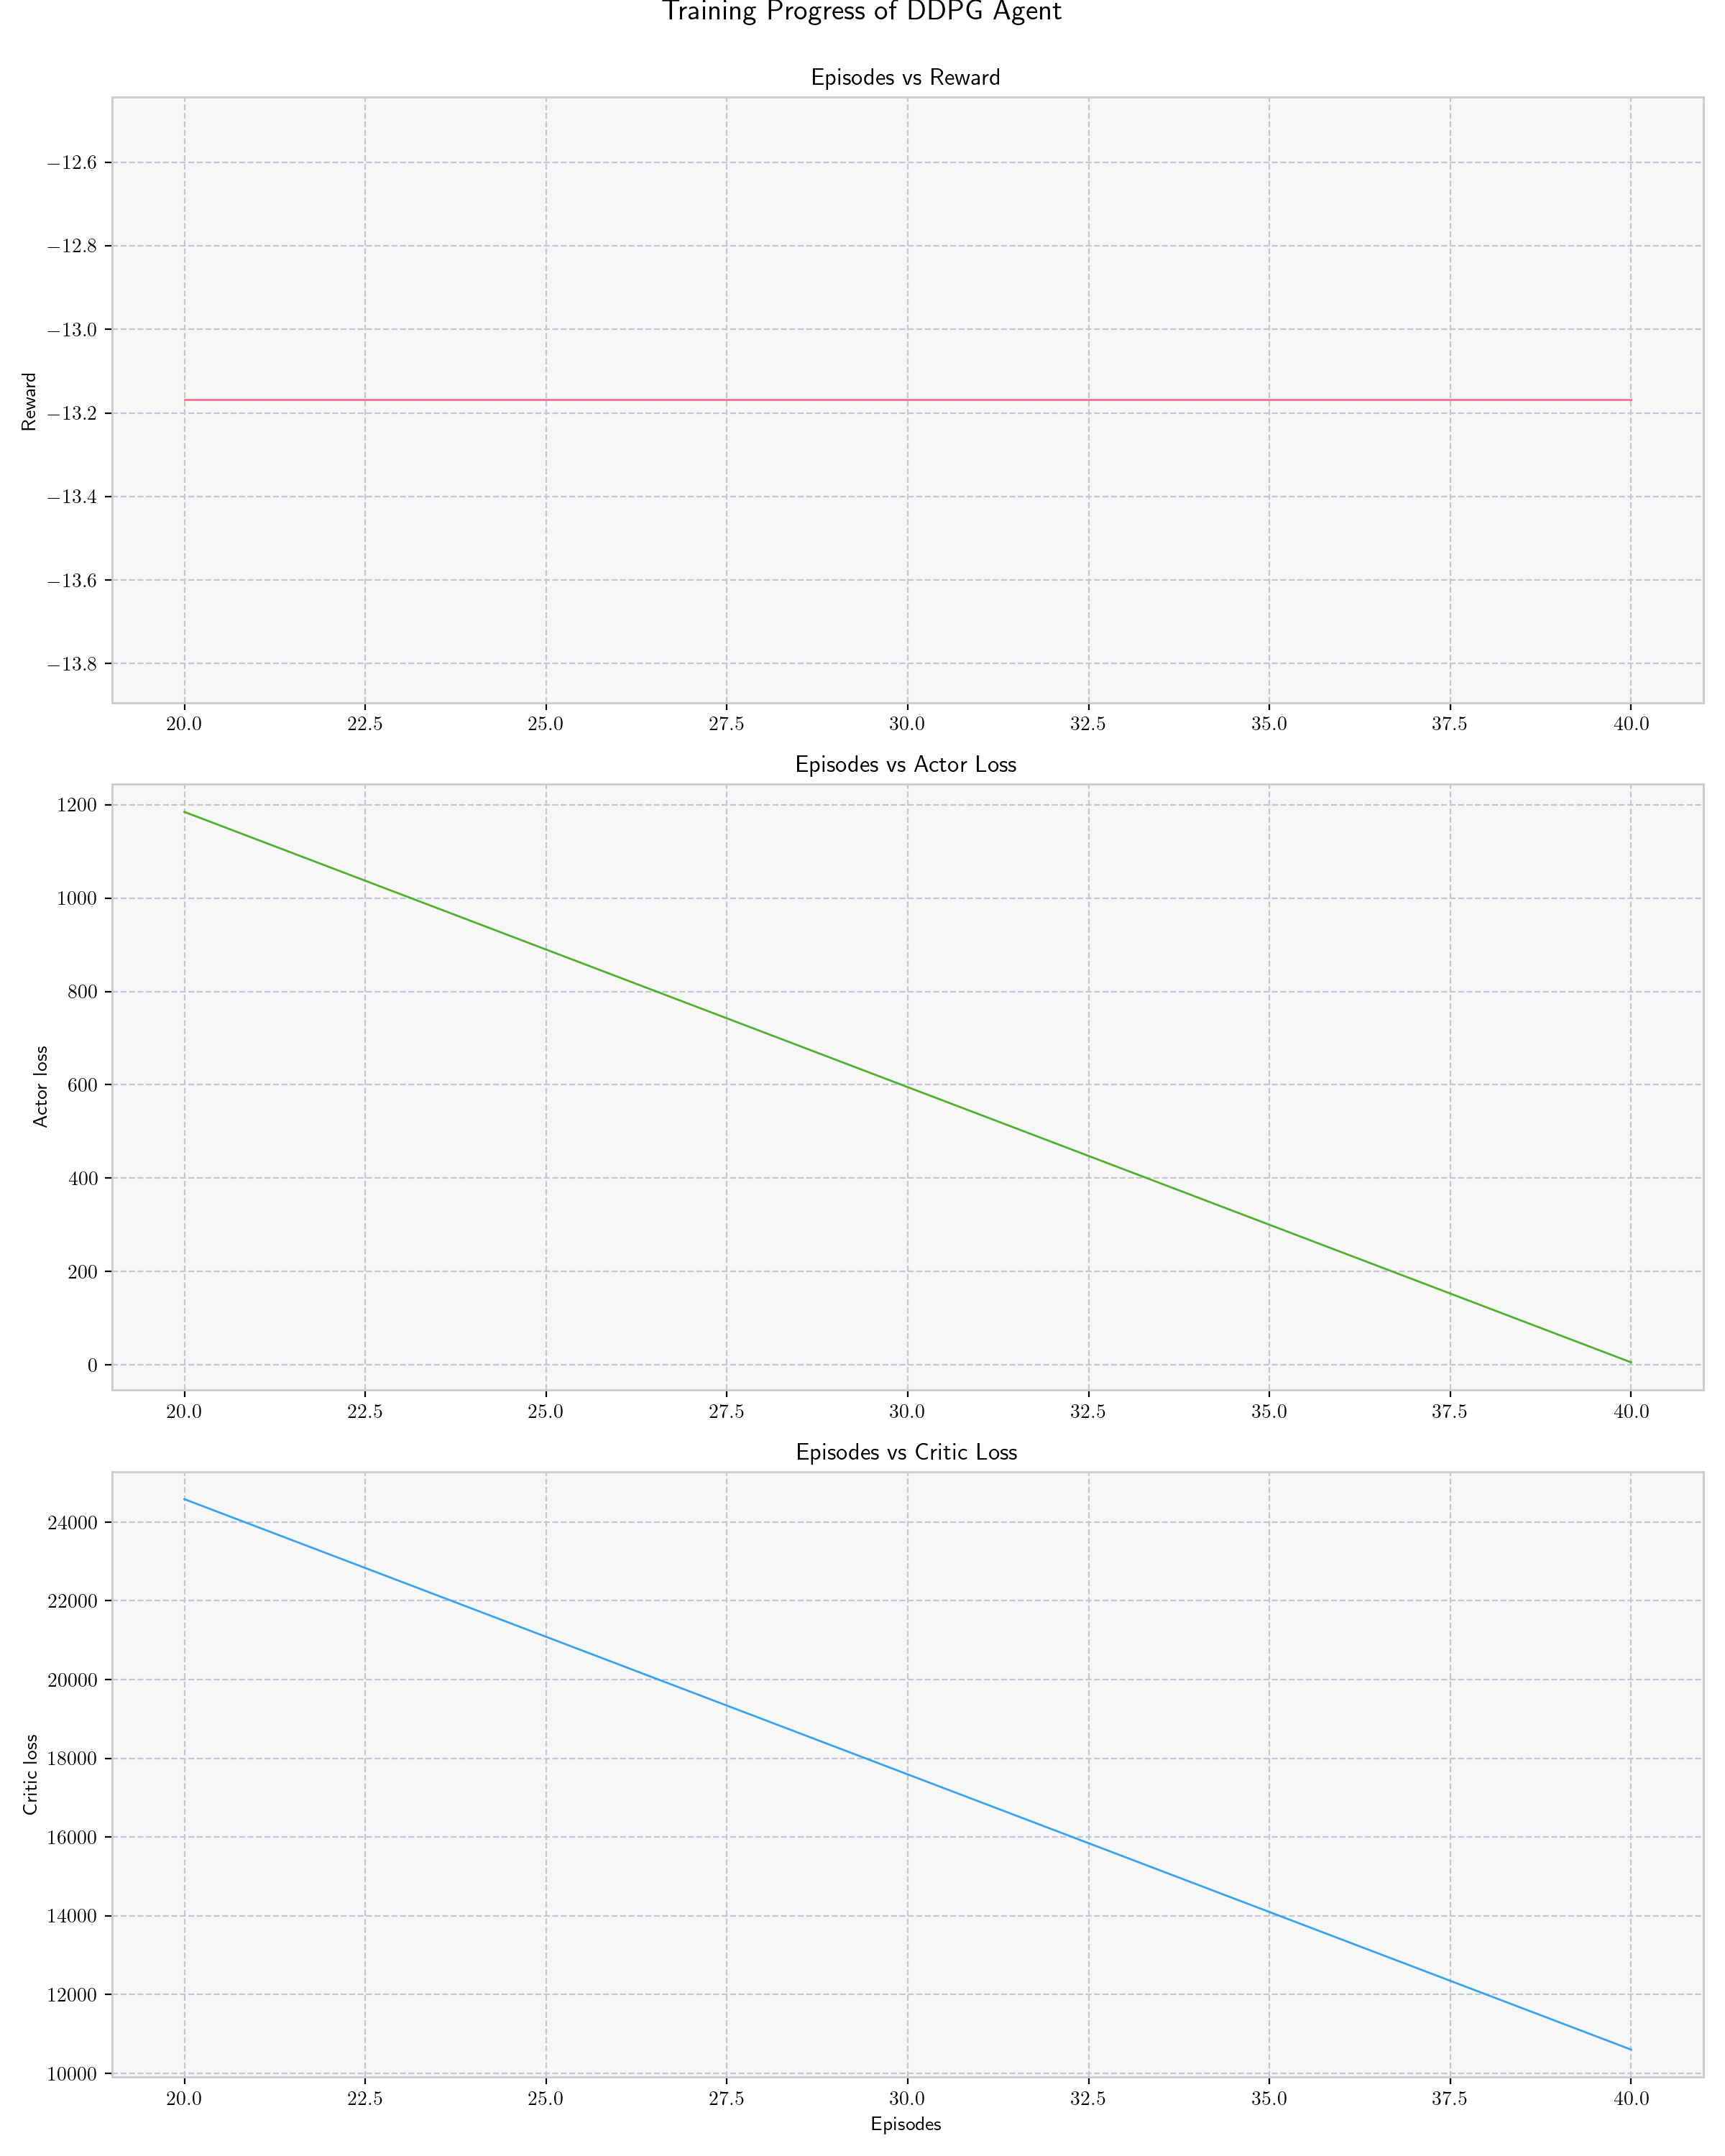 Training Progress of DDPG Agent
Episodes vs Reward
Reward
−12.6
−12.8
−13.0
−13.2
−13.4
−13.6
−13.8
20.0 22.5 25.0 27.5 30.0 32.5 35.0 37.5 40.0
Episodes vs Actor Loss
Actor loss
1200
1000
800
600
400
200
0
20.0 22.5 25.0 27.5 30.0 32.5 35.0 37.5 40.0
Episodes vs Critic Loss
Critic loss
24000
22000
20000
18000
16000
14000
12000
10000
20.0 22.5 25.0 27.5 30.0 32.5 35.0 37.5 40.0
Episodes